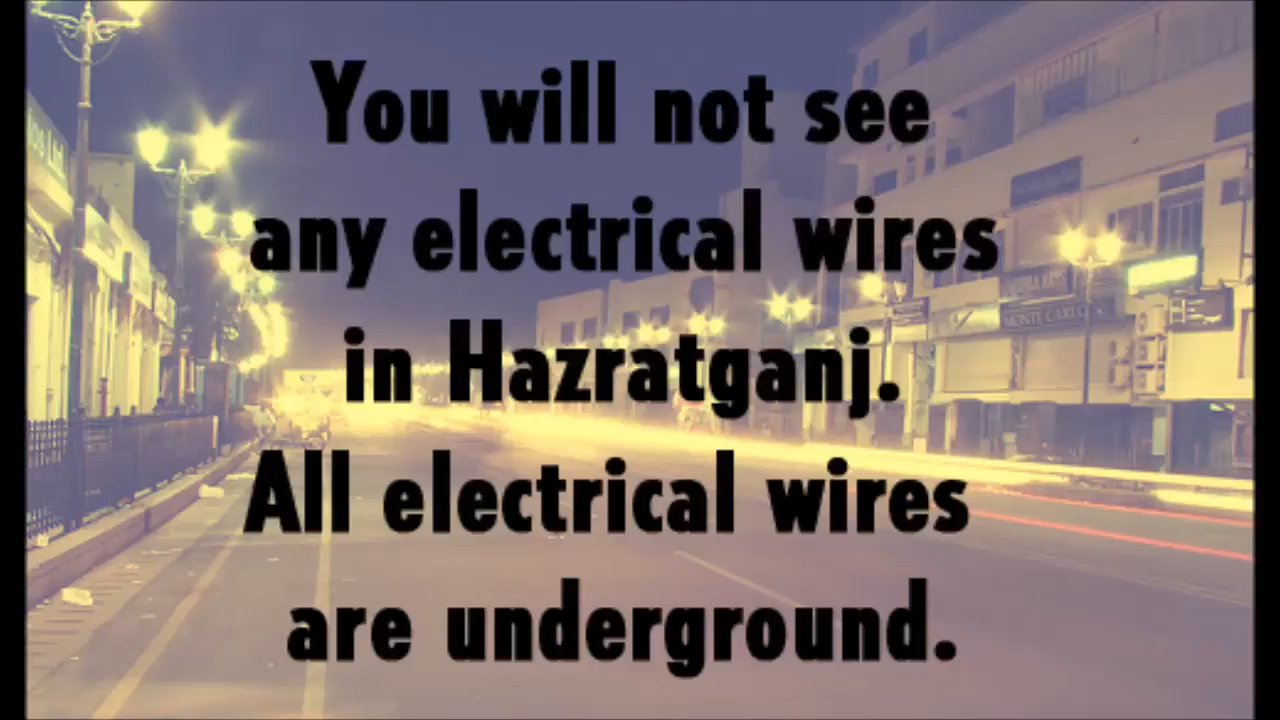 You will not see
any electrical wires
in Hazratganj.
All electrical wires
are underground.
MONTE CARLO